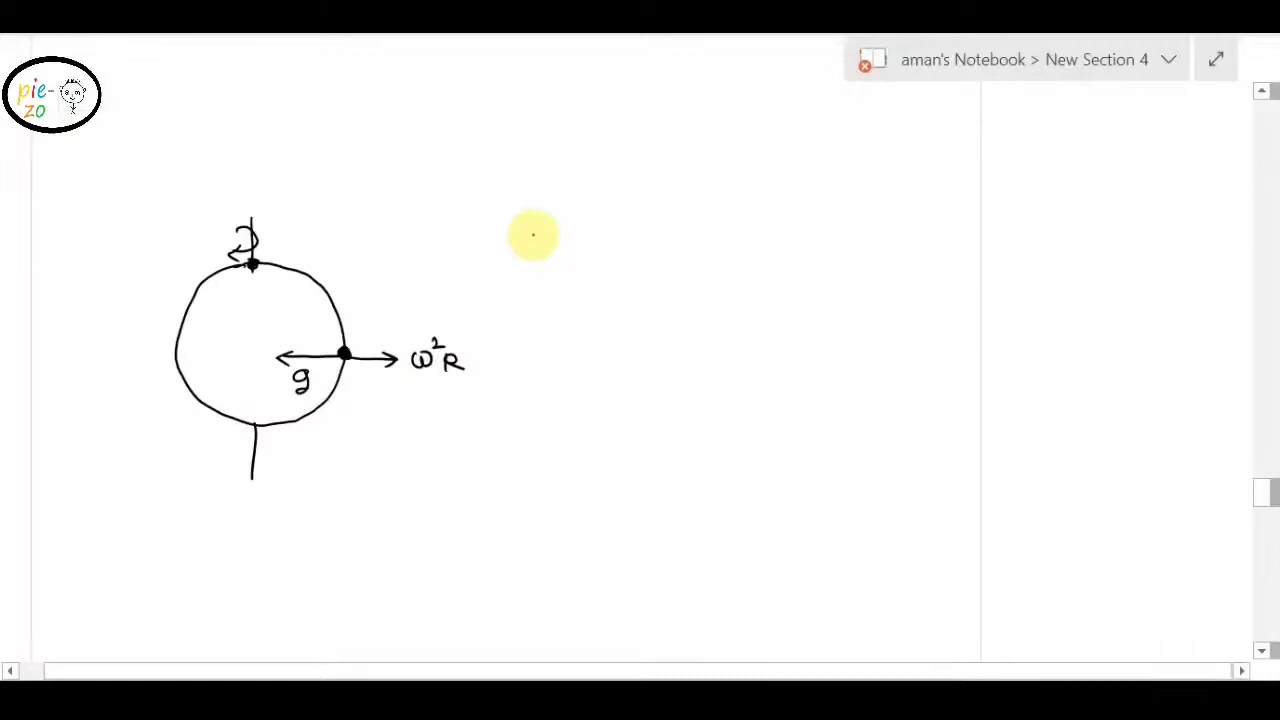 pie-
zo
aman's Notebook > New Section 4
ω²R
g